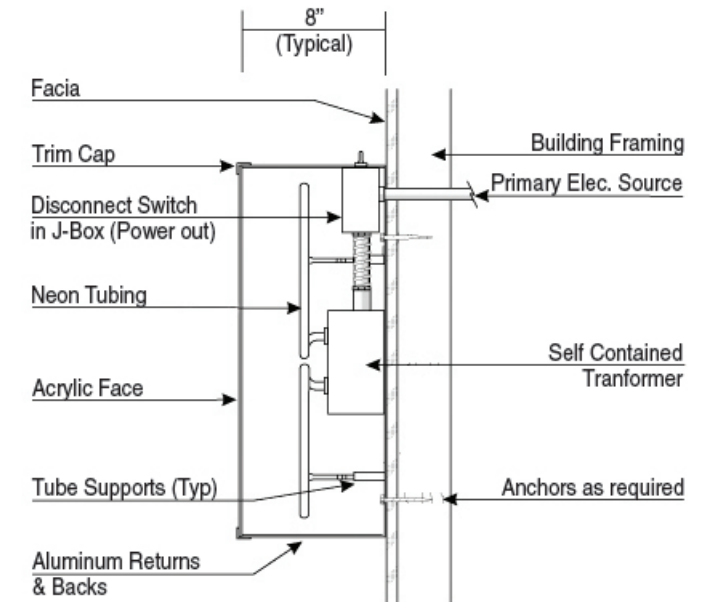 8”
(Typical)
Facia
Trim Cap
Disconnect Switch
in J-Box (Power out)
Neon Tubing
Acrylic Face
Tube Supports (Typ)
Aluminum Returns
& Backs
Building Framing
Primary Elec. Source
Self Contained
Tranformer
Anchors as required